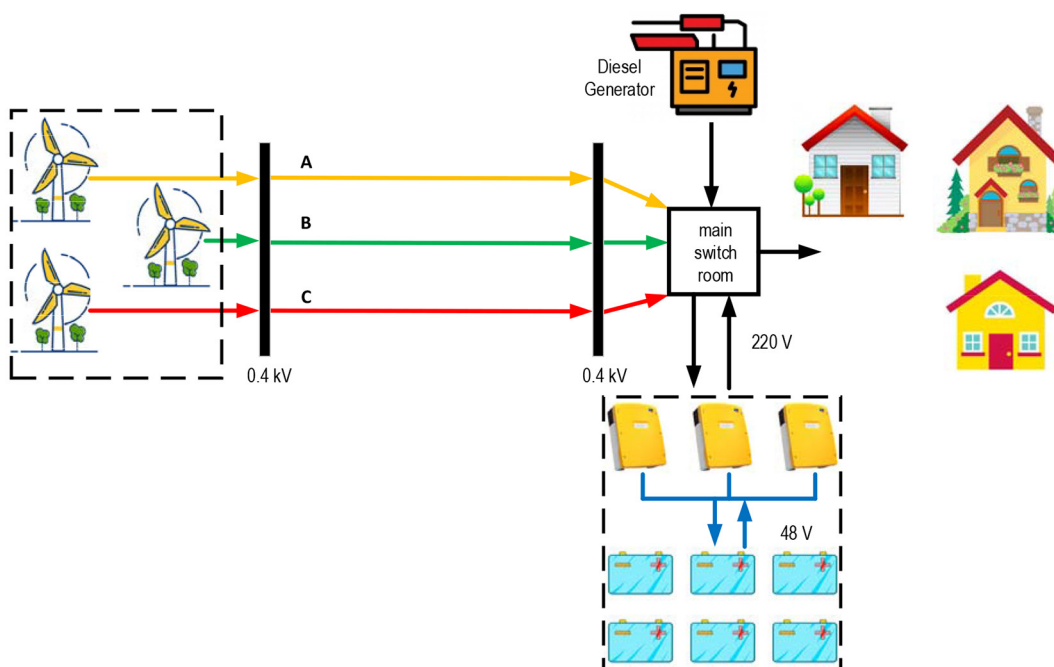 Diesel
Generator
A
B
C
main
switch
room
220 V
0.4 kV
0.4 kV
48 V